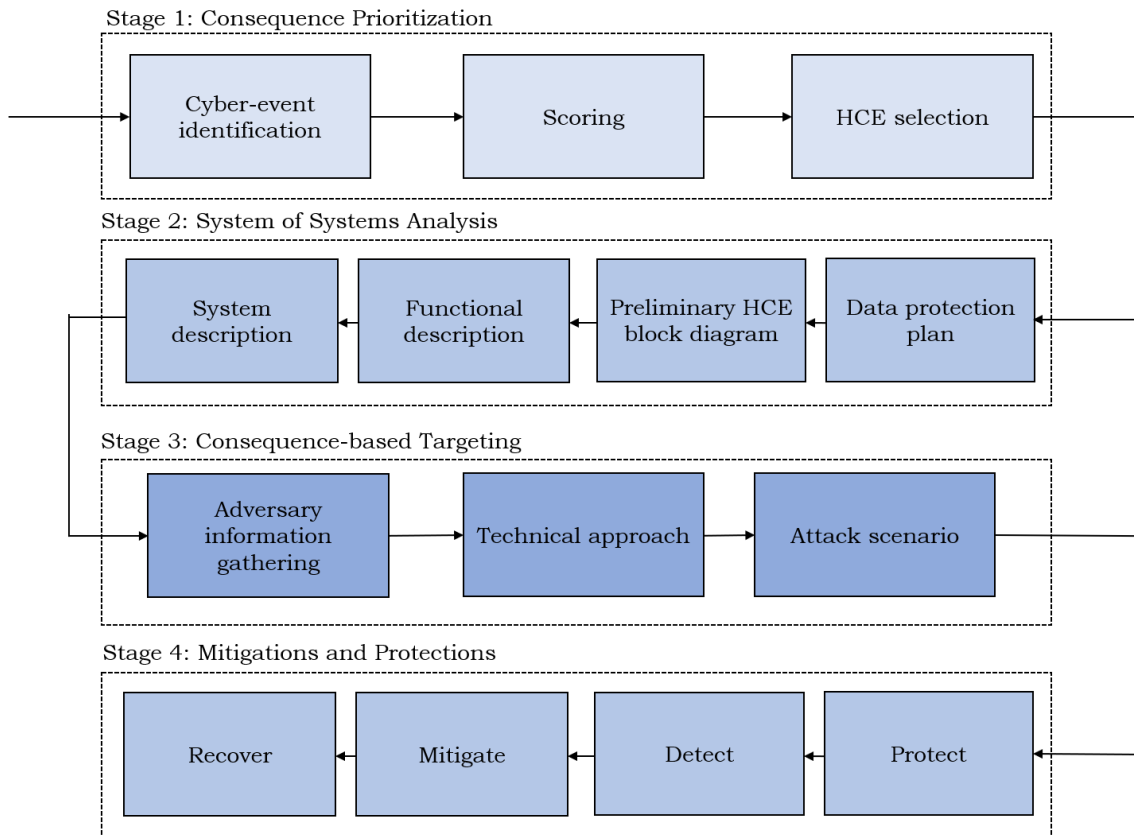 Stage 1: Consequence Prioritization
Cyber-event
identification
Scoring
HCE selection
Stage 2: System of Systems Analysis
System
description
Functional
description
Preliminary HCE
block diagram
Data protection
plan
Stage 3: Consequence-based Targeting
Adversary
information
gathering
Technical approach
Attack scenario
Stage 4: Mitigations and Protections
Recover
Mitigate
Detect
Protect